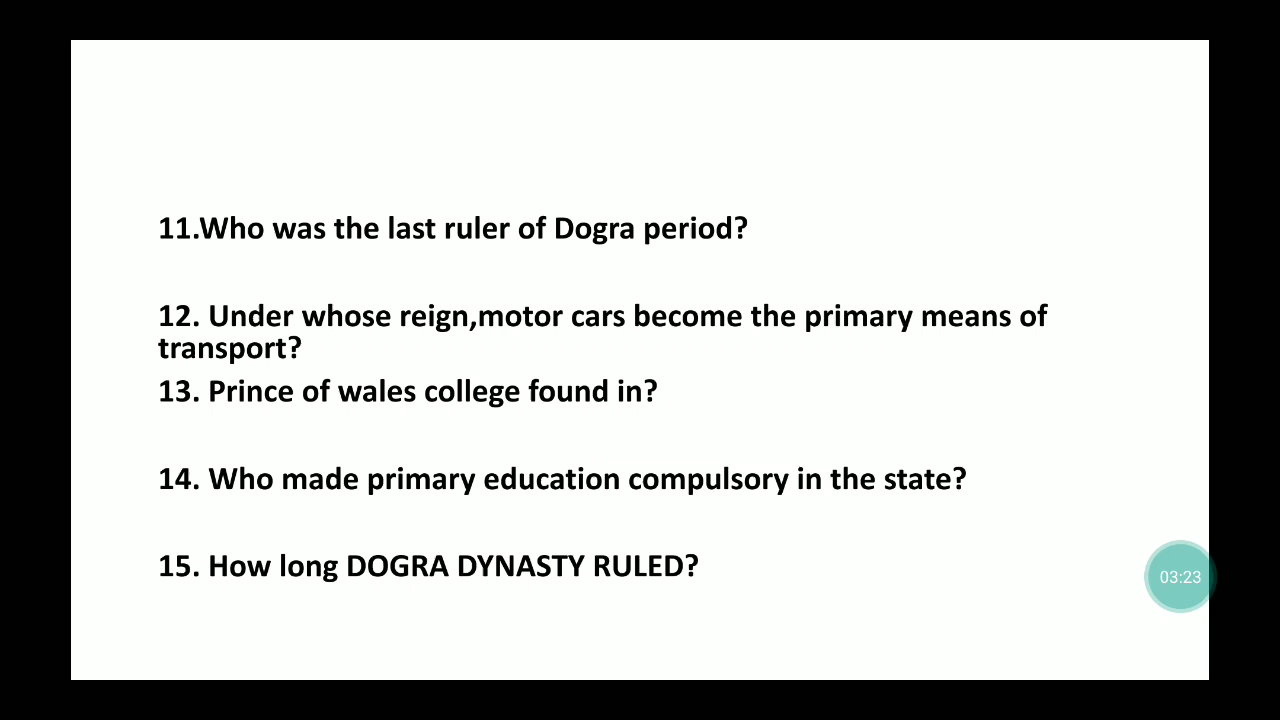 11.Who was the last ruler of Dogra period?
12. Under whose reign,motor cars become the primary means of
transport?
13. Prince of wales college found in?
14. Who made primary education compulsory in the state?
15. How long DOGRA DYNASTY RULED?
03:23